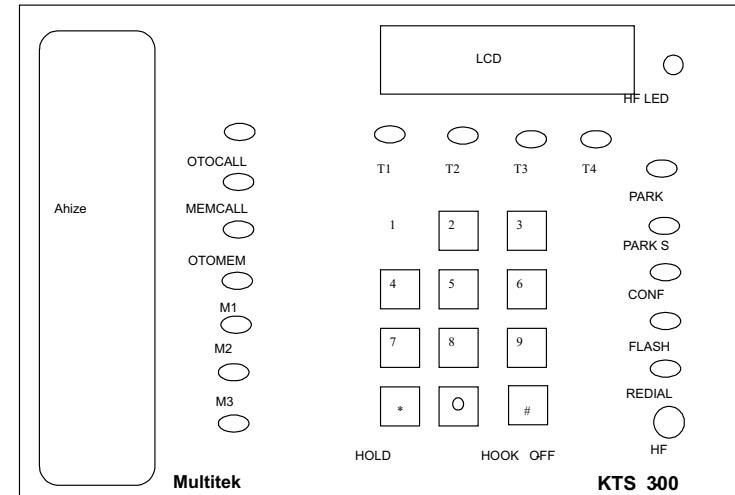 LCD
HF LED
OTOCALL
T1 T2 T3 T4
PARK
Ahize
MEMCALL
1 2 3
PARK S
OTOMEM
4 5 6
CONF
M1
7 8 9
FLASH
M2
REDIAL
M3
* O #
HOLD HOOK OFF
HF
Multitek KTS 300